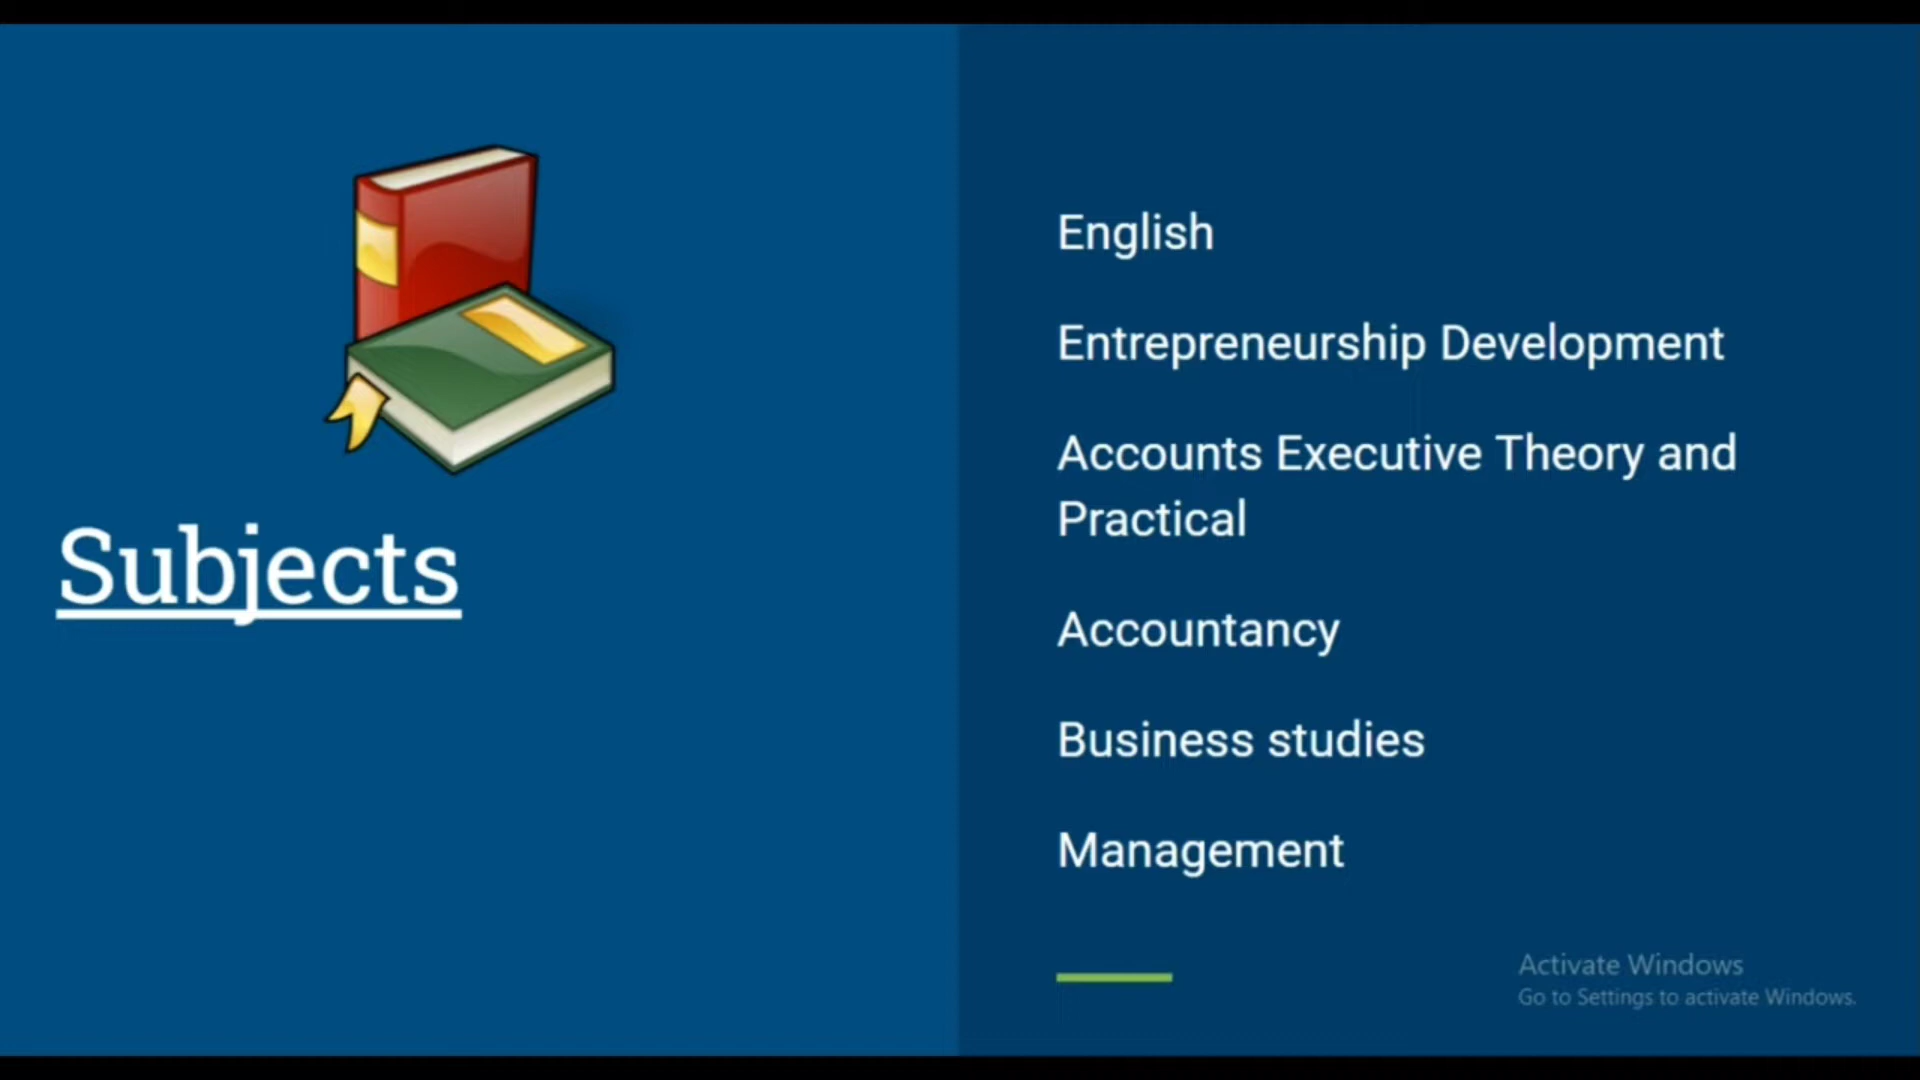 Subjects
English
Entrepreneurship Development
Accounts Executive Theory and
Practical
Accountancy
Business studies
Management
Activate Windows
Go to Settings to activate Windows.